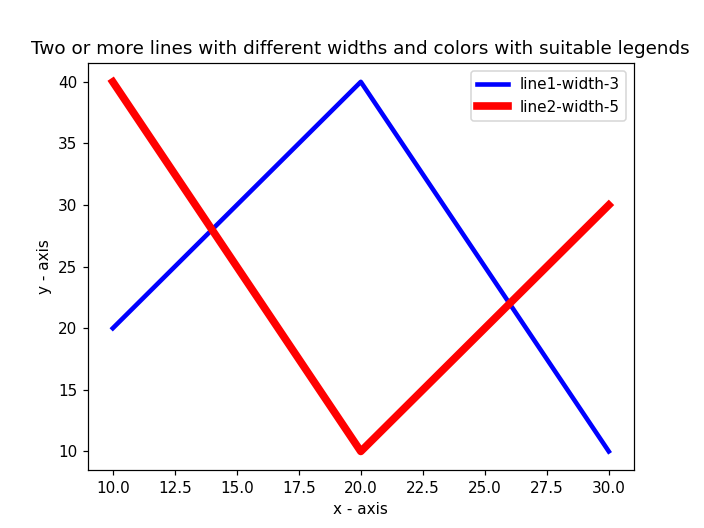 Two or more lines with different widths and colors with suitable legends
line1-width-3
line2-width-5
y - axis
40
35
30
25
20
15
10
10.0 12.5 15.0 17.5 20.0 22.5 25.0 27.5 30.0
x - axis